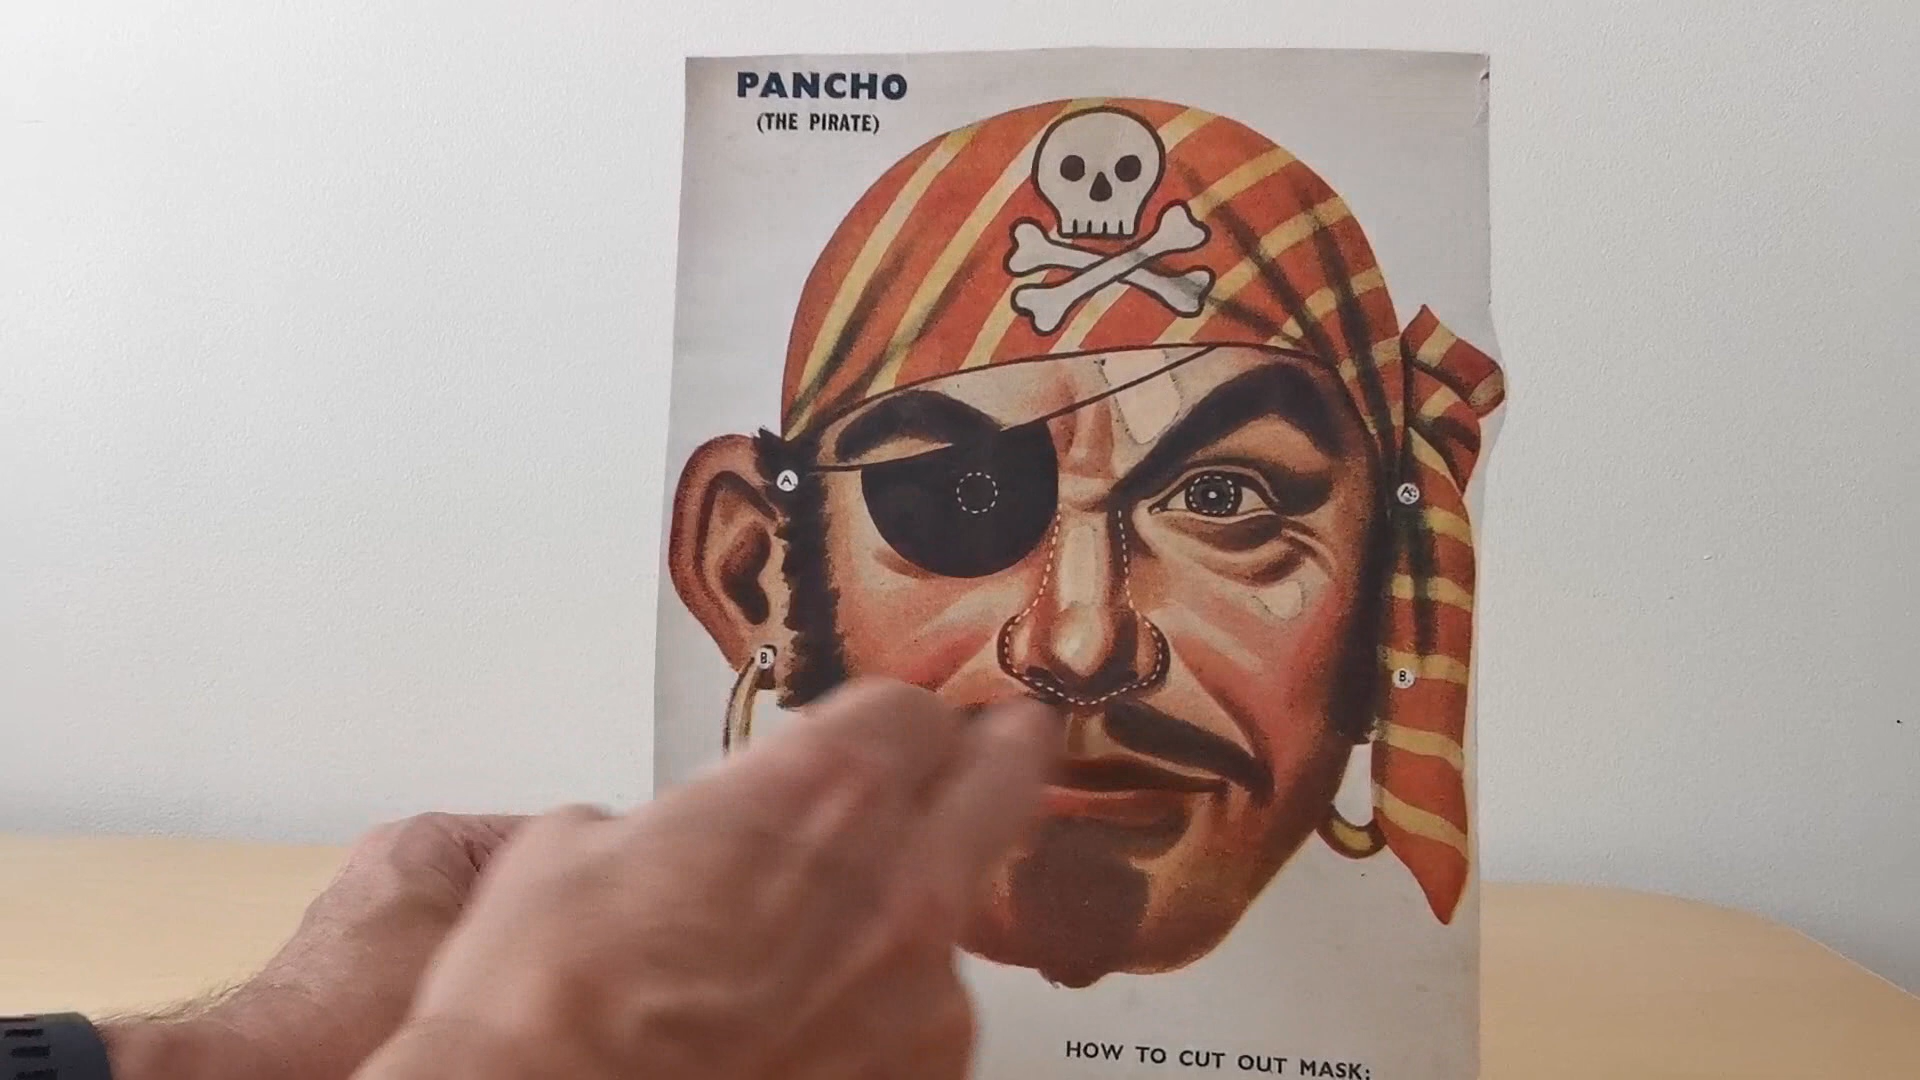 PANCHO
(THE PIRATE)
A.
A.
B.
B.
HOW TO CUT OUT MASK: